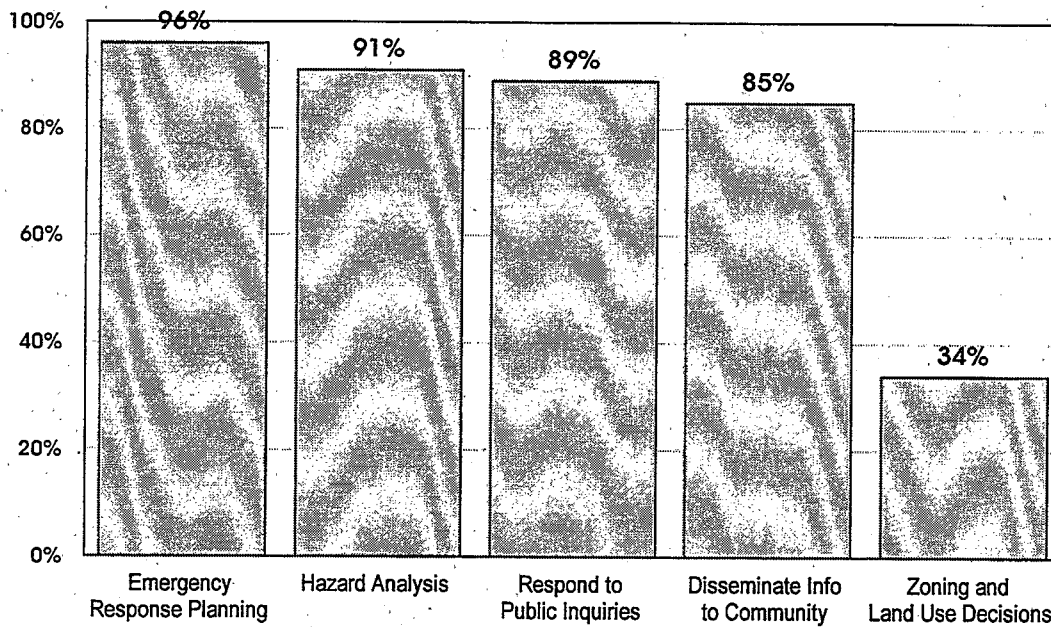 100%
80%
60%
40%
20%
0%
96%
91%
89%
85%
34%
Emergency
Response Planning
Hazard Analysis
Respond to
Public Inquiries
Disseminate Info
to Community
Zoning and
Land Use Decisions